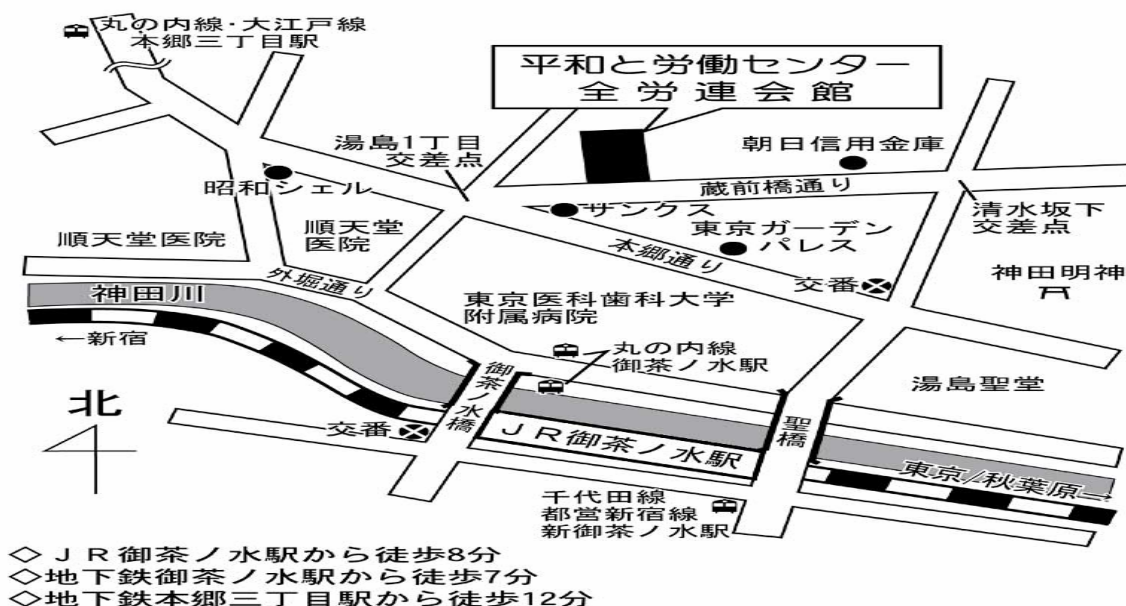 丸の内線・大江戸線
本郷三丁目駅
平和と労働センター
全労連会館
湯島1丁目
交差点
朝日信用金庫
昭和シェル
蔵前橋通り
サンクス
清水坂下
交差点
順天堂医院
順天堂
医院
東京ガーデン
パレス
本郷通り
外堀通り
交番
神田明神
神田川
東京医科歯科大学
附属病院
←新宿
丸の内線
御茶ノ水駅
御茶ノ水橋
湯島聖堂
北
聖橋
交番
JR御茶ノ水駅
東京/秋葉原→
千代田線
都営新宿線
新御茶ノ水駅
◇JR御茶ノ水駅から徒歩8分
◇地下鉄御茶ノ水駅から徒歩7分
◇地下鉄本郷三丁目駅から徒歩12分